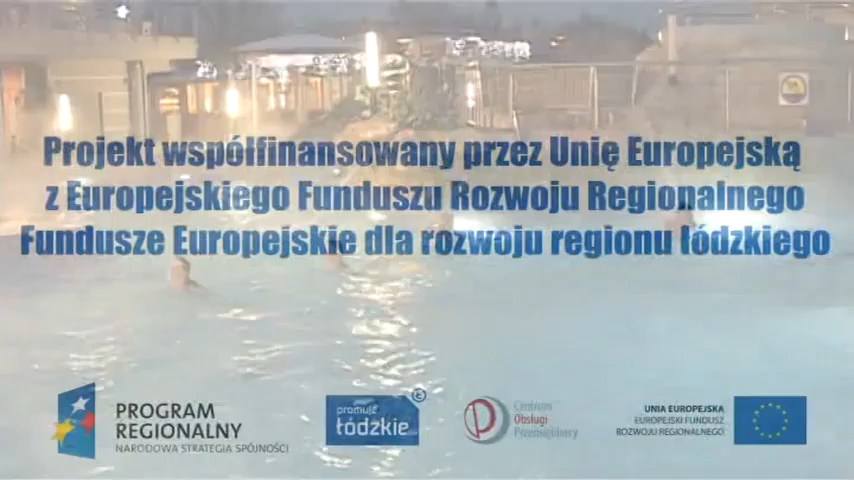 Projekt współfinansowany przez Unię Europejską
z Europejskiego Funduszu Rozwoju Regionalnego
Fundusze Europejskie dla rozwoju regionu łódzkiego
PROGRAM
REGIONALNY
NARODOWA STRATEGIA SPÓJNOŚCI
promuje
łódzkie
Centrum
Obsługi
Przedsiębiorcy
UNIA EUROPEJSKA
EUROPEJSKI FUNDUSZ
ROZWOJU REGIONALNEGO